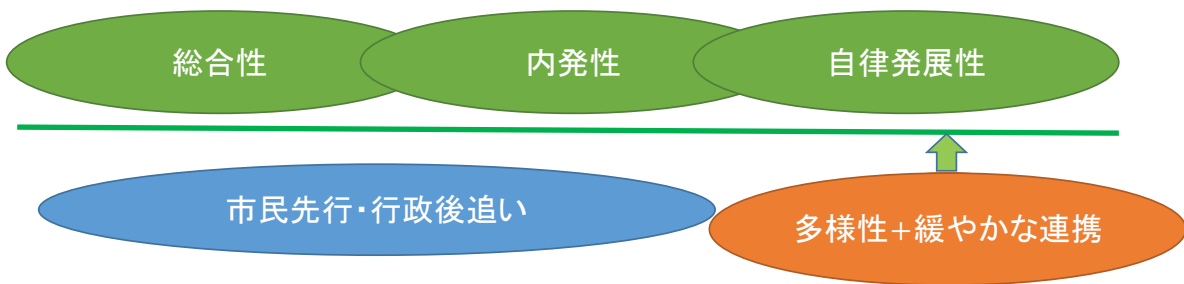 総合性
内発性
自律発展性
市民先行・行政後追い
多様性+緩やかな連携